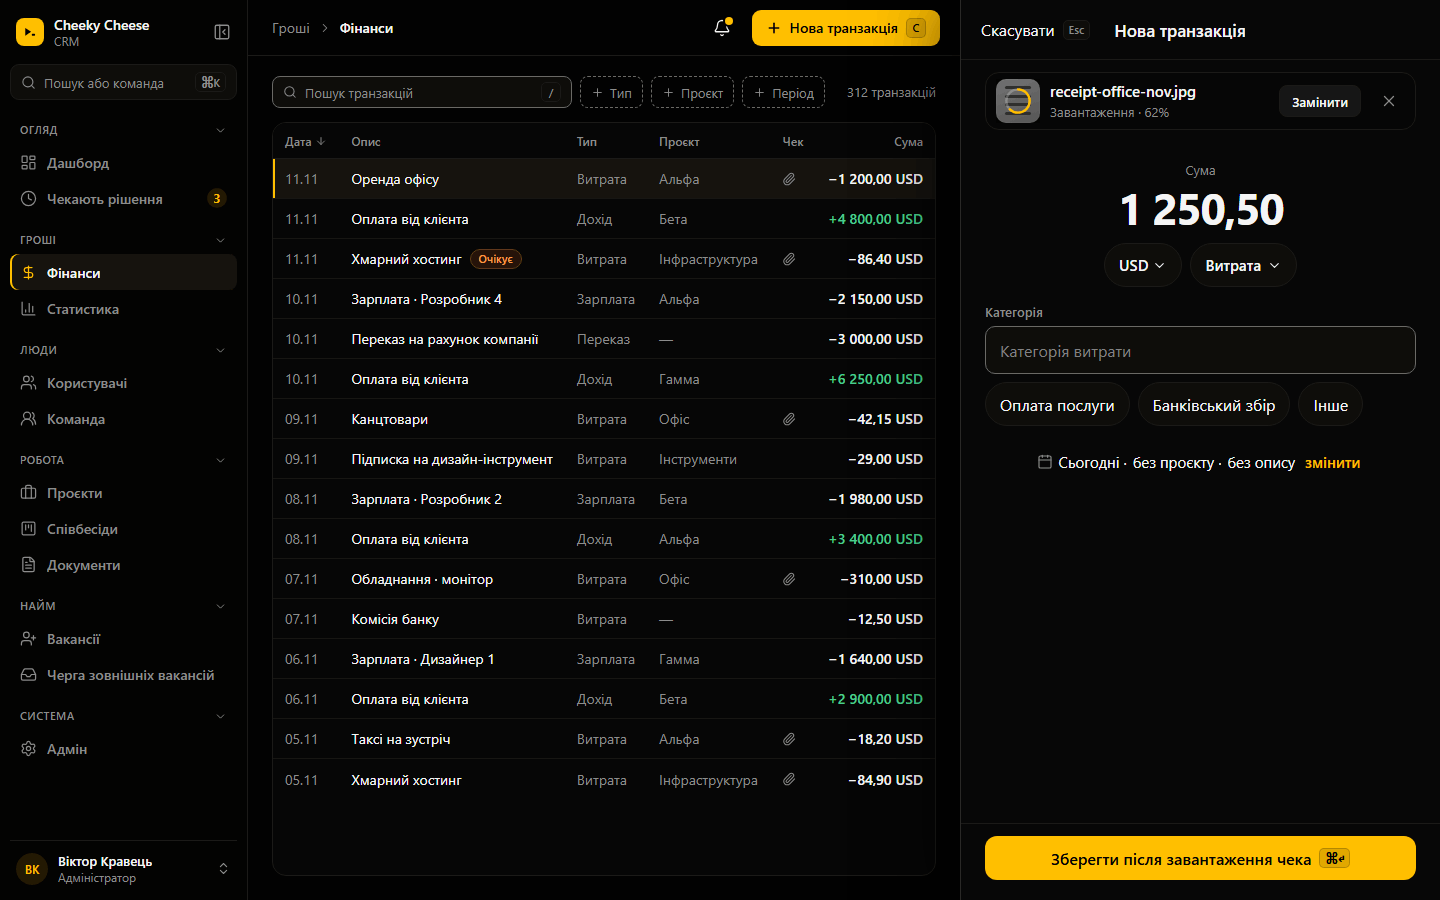 Cheeky Cheese
CRM
Пошук або команда ⌘K
ОГЛЯД
Дашборд
Чекають рішення 3
ГРОШІ
Фінанси
Статистика
ЛЮДИ
Користувачі
Команда
РОБОТА
Проєкти
Співбесіди
Документи
НАЙМ
Вакансії
Черга зовнішніх вакансій
СИСТЕМА
Адмін
ВК
Віктор Кравець
Адміністратор
Гроші > Фінанси
+ Нова транзакція C
Пошук транзакцій /
+ Тип
+ Проєкт
+ Період
312 транзакцій
Дата ↓ Опис Тип Проєкт Чек Сума
11.11 Оренда офісу Витрата Альфа −1 200,00 USD
11.11 Оплата від клієнта Дохід Бета +4 800,00 USD
11.11 Хмарний хостинг Очікує Витрата Інфраструктура −86,40 USD
10.11 Зарплата · Розробник 4 Зарплата Альфа −2 150,00 USD
10.11 Переказ на рахунок компанії Переказ — −3 000,00 USD
10.11 Оплата від клієнта Дохід Гамма +6 250,00 USD
09.11 Канцтовари Витрата Офіс −42,15 USD
09.11 Підписка на дизайн-інструмент Витрата Інструменти −29,00 USD
08.11 Зарплата · Розробник 2 Зарплата Бета −1 980,00 USD
08.11 Оплата від клієнта Дохід Альфа +3 400,00 USD
07.11 Обладнання · монітор Витрата Офіс −310,00 USD
07.11 Комісія банку Витрата — −12,50 USD
06.11 Зарплата · Дизайнер 1 Зарплата Гамма −1 640,00 USD
06.11 Оплата від клієнта Дохід Бета +2 900,00 USD
05.11 Таксі на зустріч Витрата Альфа −18,20 USD
05.11 Хмарний хостинг Витрата Інфраструктура −84,90 USD
Скасувати Esc Нова транзакція
receipt-office-nov.jpg
Завантаження · 62%
Замінити
Сума
1 250,50
USD Витрата
Категорія
Категорія витрати
Оплата послуги Банківський збір Інше
Сьогодні · без проєкту · без опису змінити
Зберегти після завантаження чека ⌘↵